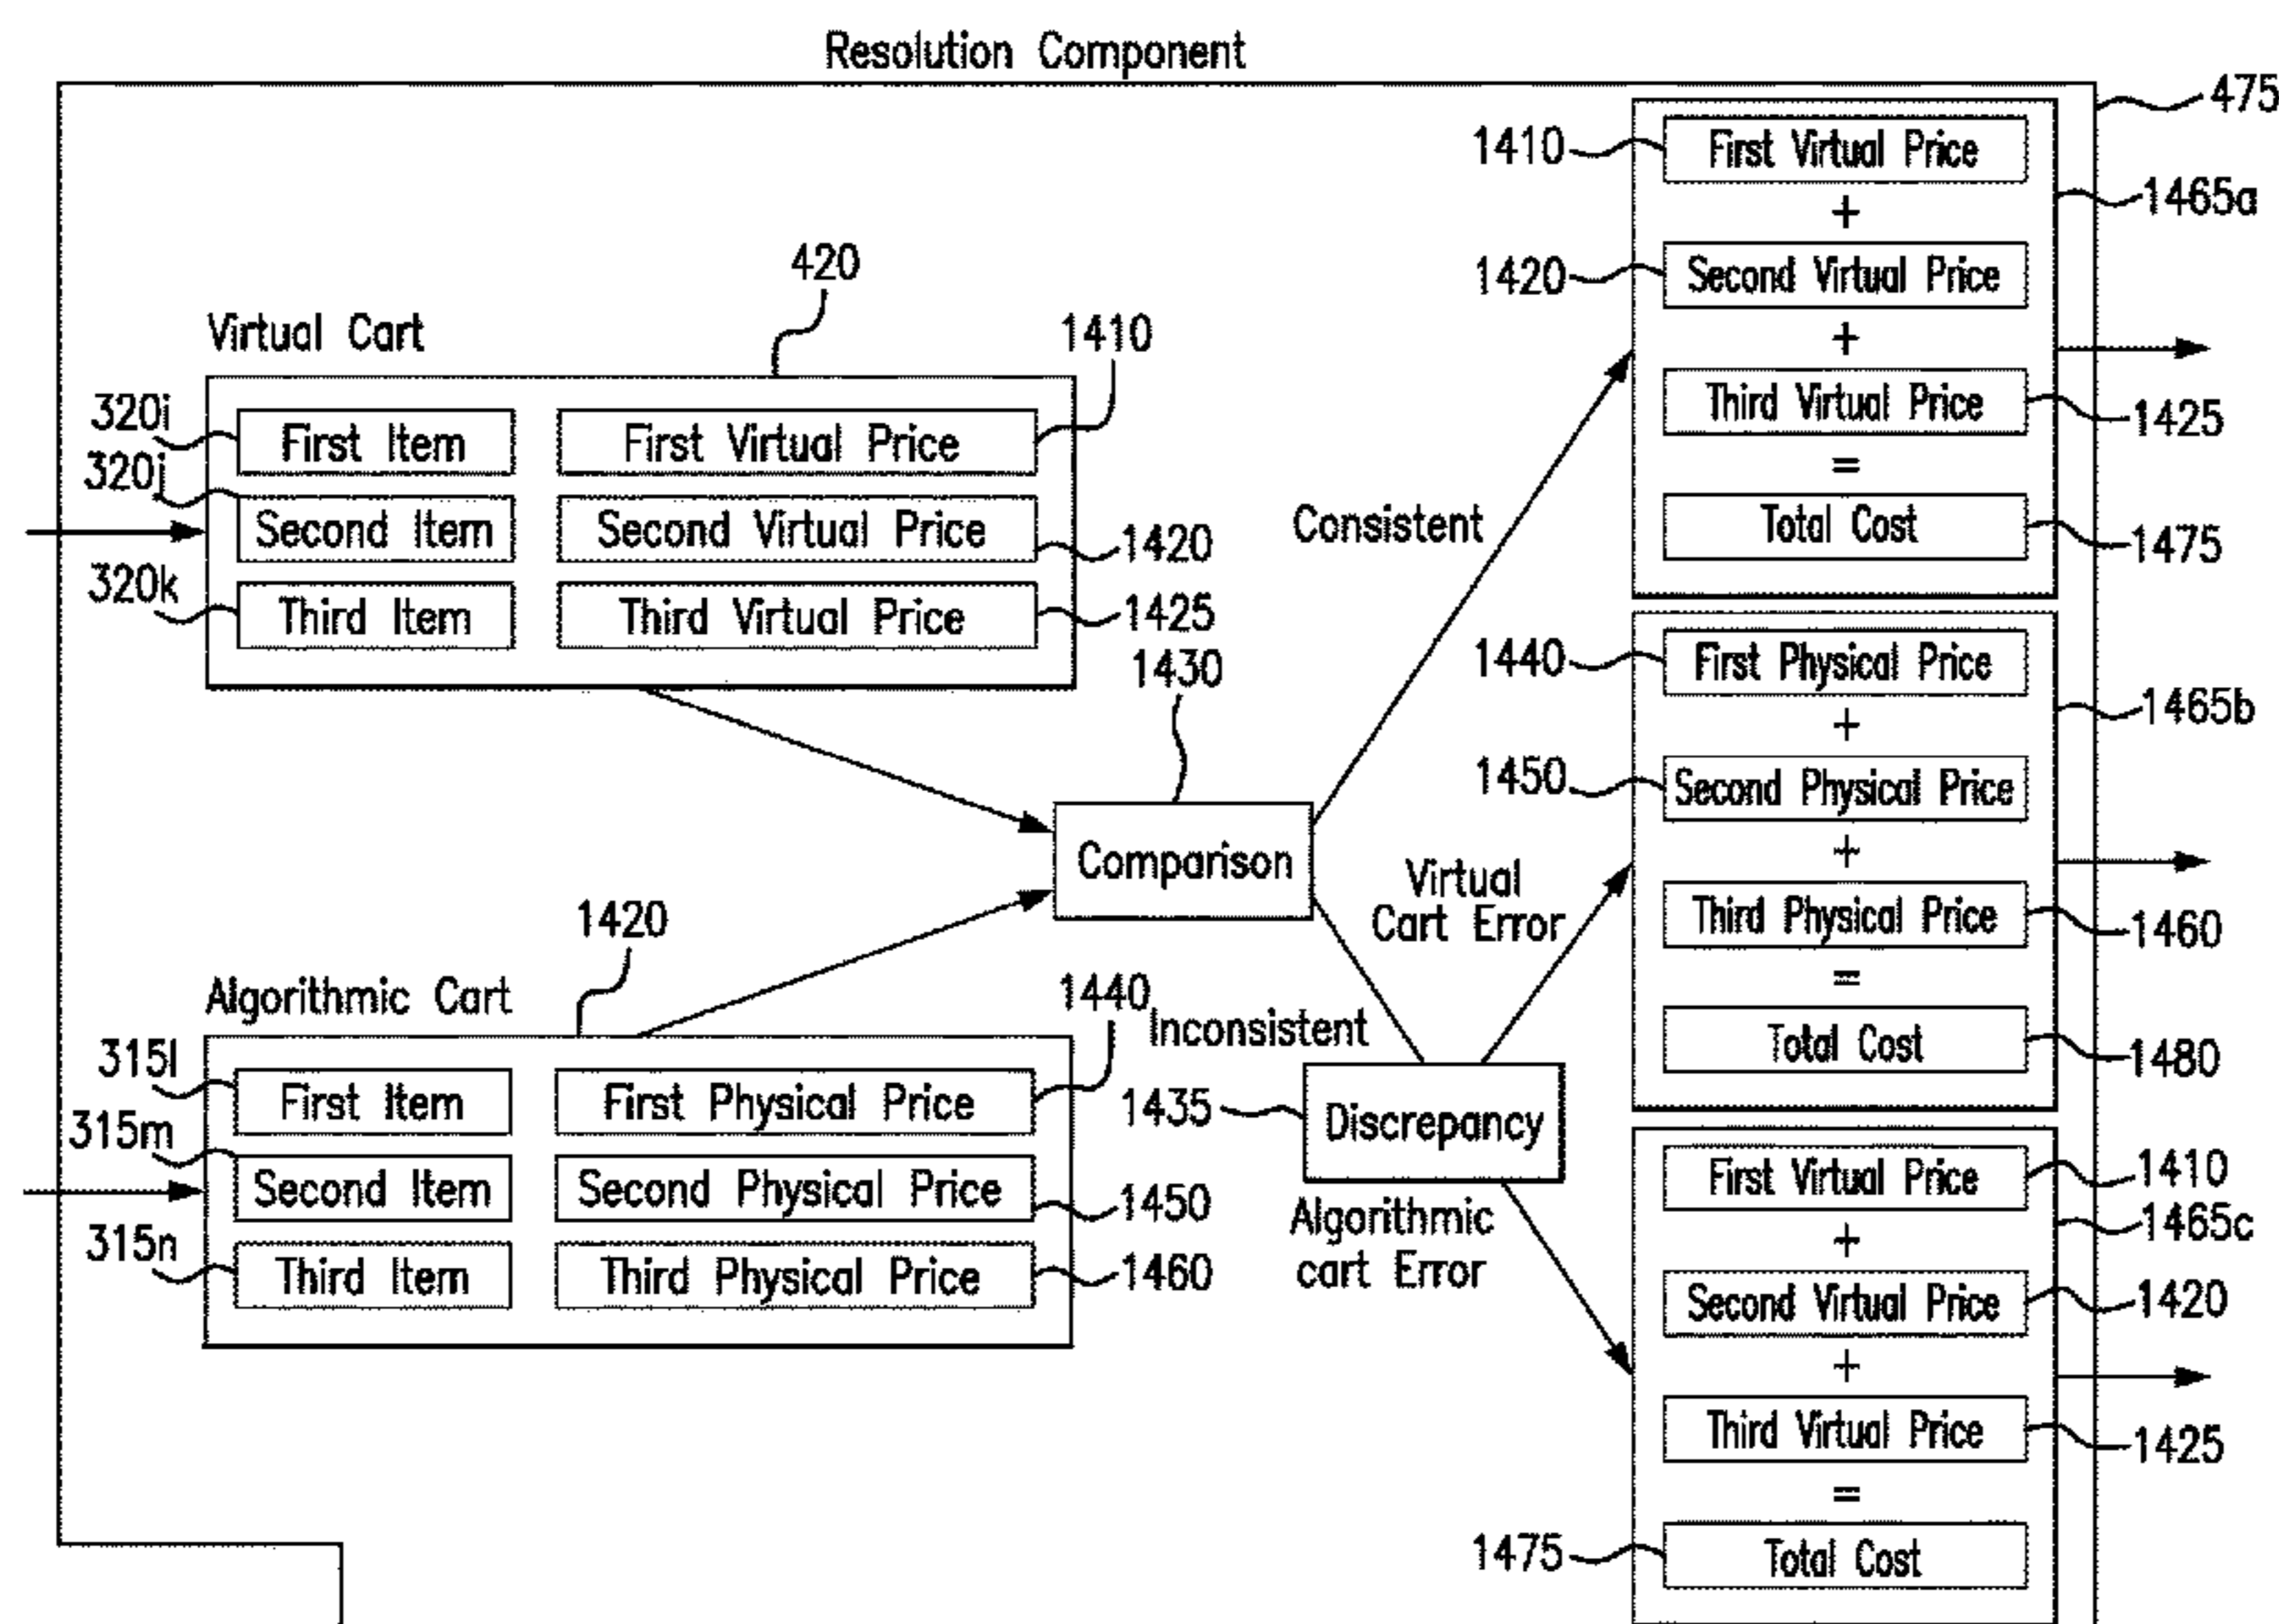 Resolution Component
475
Virtual Cart
420
1410
320i
First Item
First Virtual Price
320j
Second Item
Second Virtual Price
1420
320k
Third Item
Third Virtual Price
1425
1430
Comparison
Consistent
Inconsistent
Algorithmic Cart
1420
1440
315l
First Item
First Physical Price
315m
Second Item
Second Physical Price
1450
315n
Third Item
Third Physical Price
1460
1435
Discrepancy
Virtual
Cart Error
Algorithmic
cart Error
1410
First Virtual Price
1465a
+
1420
Second Virtual Price
+
Third Virtual Price
1425
=
Total Cost
1475
1440
First Physical Price
1465b
+
1450
Second Physical Price
+
Third Physical Price
1460
=
Total Cost
1480
First Virtual Price
1410
1465c
+
Second Virtual Price
1420
+
Third Virtual Price
1425
=
1475
Total Cost